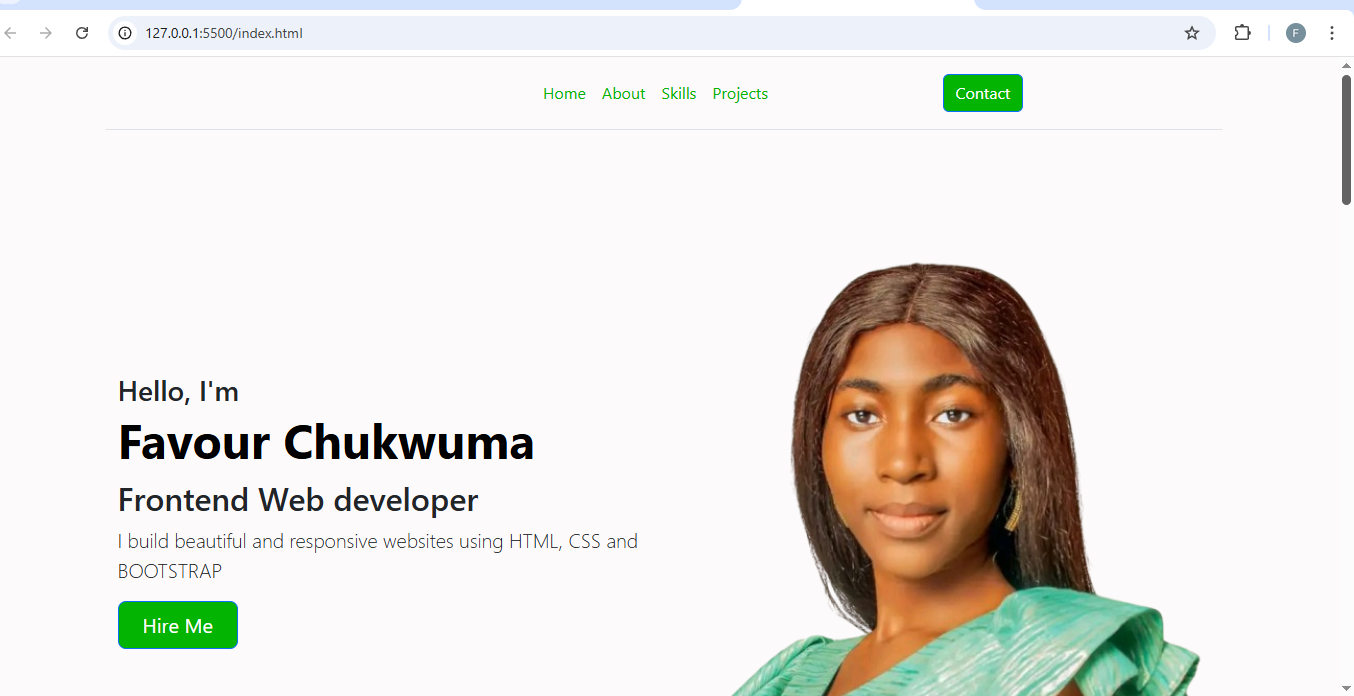 127.0.0.1:5500/index.html
F
Home About Skills Projects Contact
Hello, I'm
Favour Chukwuma
Frontend Web developer
I build beautiful and responsive websites using HTML, CSS and
BOOTSTRAP
Hire Me